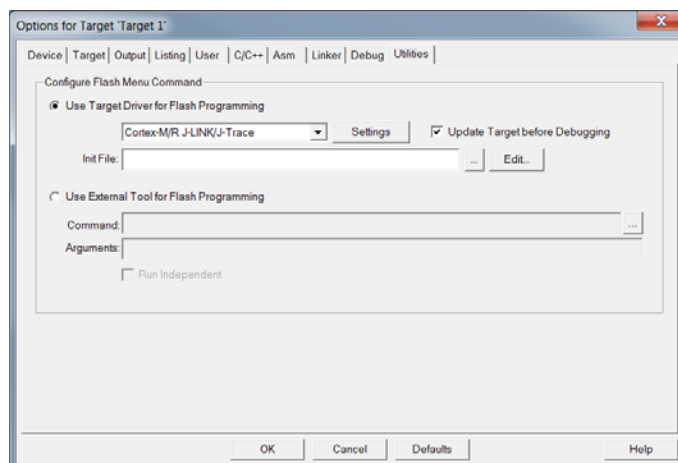 Options for Target 'Target 1'
Device Target Output Listing User C/C++ Asm Linker Debug Utilities
Configure Flash Menu Command
Use Target Driver for Flash Programming
Cortex-M/R J-LINK/J-Trace Settings Update Target before Debugging
Init File: ... Edit...
Use External Tool for Flash Programming
Command: ...
Arguments:
Run Independent
OK Cancel Defaults Help